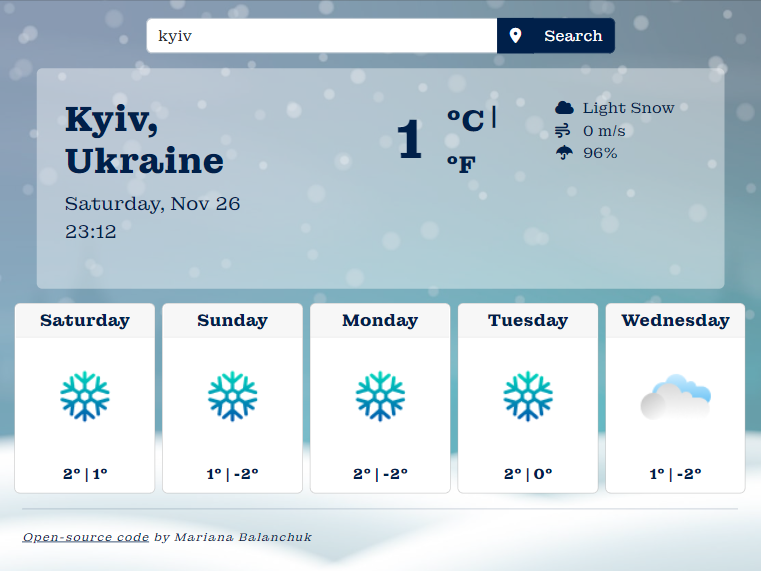 kyiv
Search
Kyiv,
Ukraine
Saturday, Nov 26
23:12
1
°C |
°F
Light Snow
0 m/s
96%
Saturday
2° | 1°
Sunday
1° | -2°
Monday
2° | -2°
Tuesday
2° | 0°
Wednesday
1° | -2°
Open-source code by Mariana Balanchuk